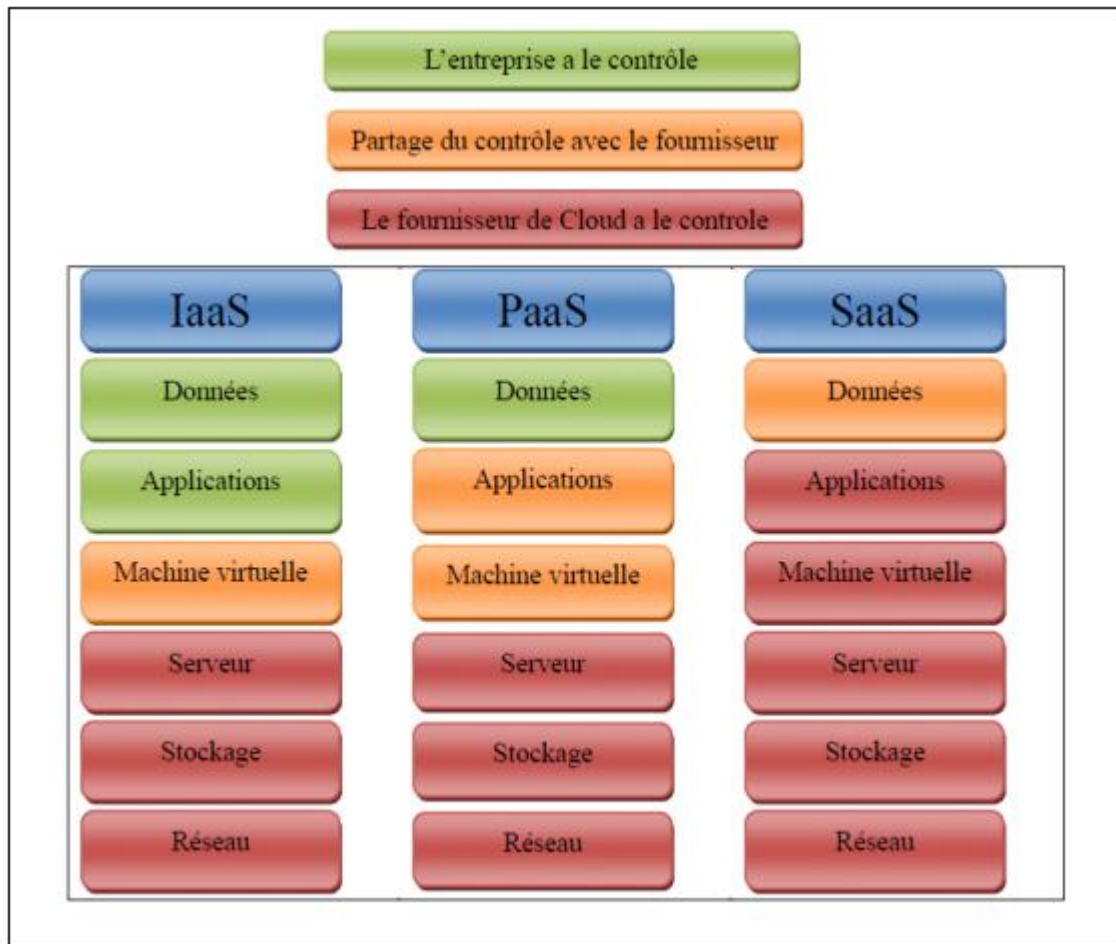 L'entreprise a le contrôle
Partage du contrôle avec le fournisseur
Le fournisseur de Cloud a le controle
IaaS
PaaS
SaaS
Données
Données
Données
Applications
Applications
Applications
Machine virtuelle
Machine virtuelle
Machine virtuelle
Serveur
Serveur
Serveur
Stockage
Stockage
Stockage
Réseau
Réseau
Réseau